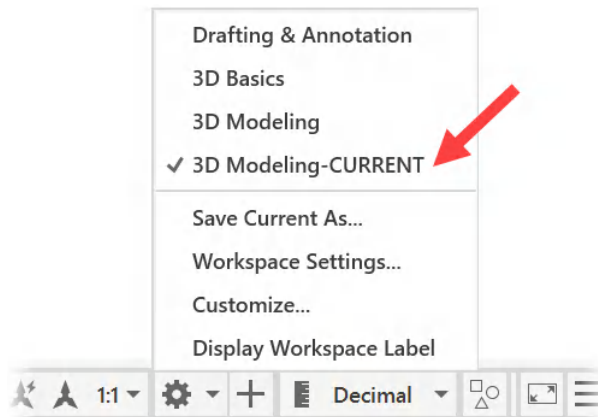 Drafting & Annotation
3D Basics
3D Modeling
3D Modeling-CURRENT
Save Current As...
Workspace Settings...
Customize...
Display Workspace Label
1:1 Decimal